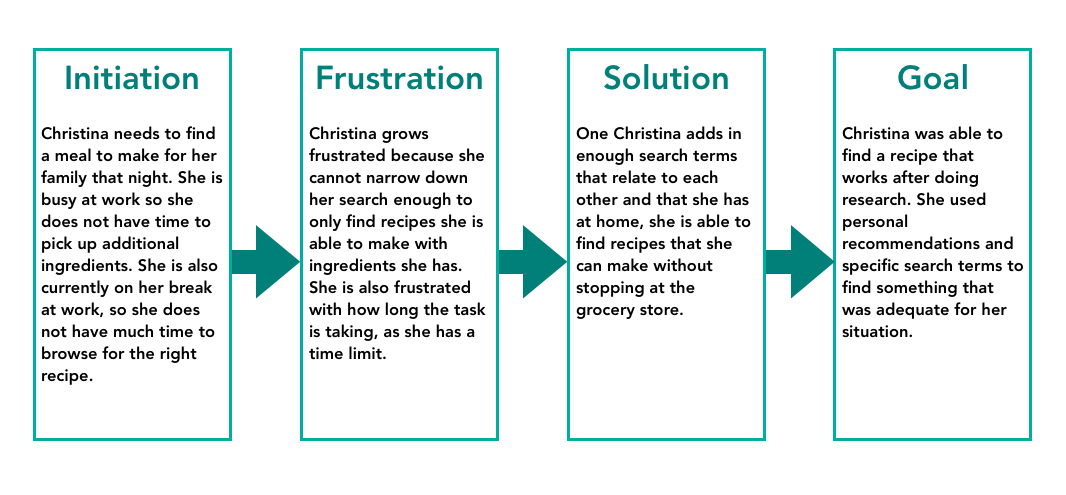 Initiation
Christina needs to find
a meal to make for her
family that night. She is
busy at work so she
does not have time to
pick up additional
ingredients. She is also
currently on her break
at work, so she does
not have much time to
browse for the right
recipe.
Frustration
Christina grows
frustrated because she
cannot narrow down
her search enough to
only find recipes she is
able to make with
ingredients she has.
She is also frustrated
with how long the task
is taking, as she has a
time limit.
Solution
One Christina adds in
enough search terms
that relate to each
other and that she has
at home, she is able to
find recipes that she
can make without
stopping at the
grocery store.
Goal
Christina was able to
find a recipe that
works after doing
research. She used
personal
recommendations and
specific search terms to
find something that
was adequate for her
situation.